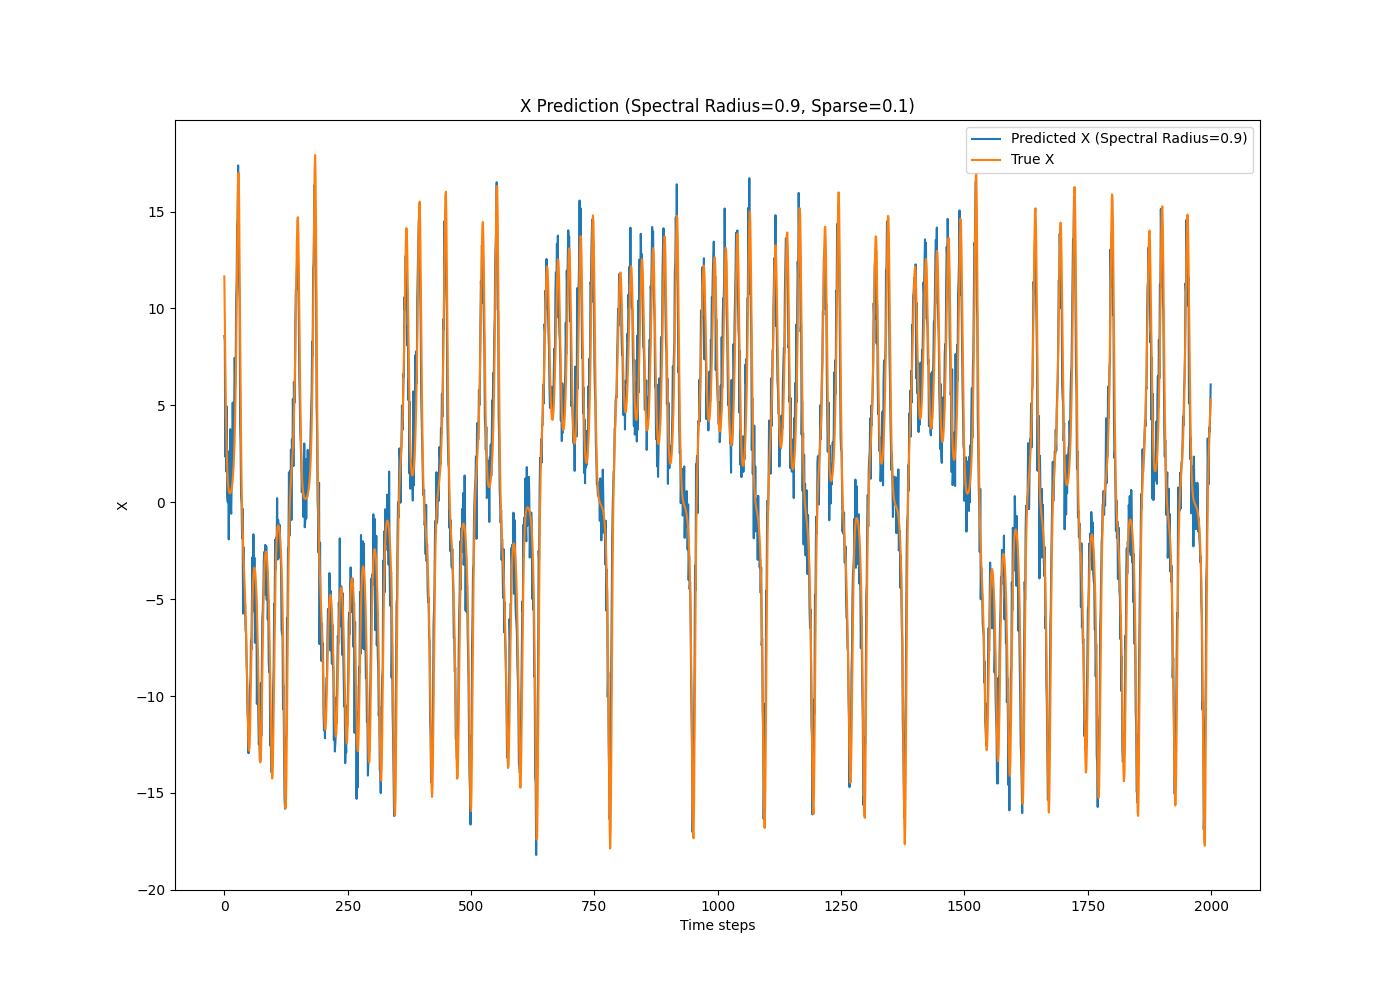 X Prediction (Spectral Radius=0.9, Sparse=0.1)
Predicted X (Spectral Radius=0.9)
True X
15
10
5
0
−5
−10
−15
−20
X
0 250 500 750 1000 1250 1500 1750 2000
Time steps